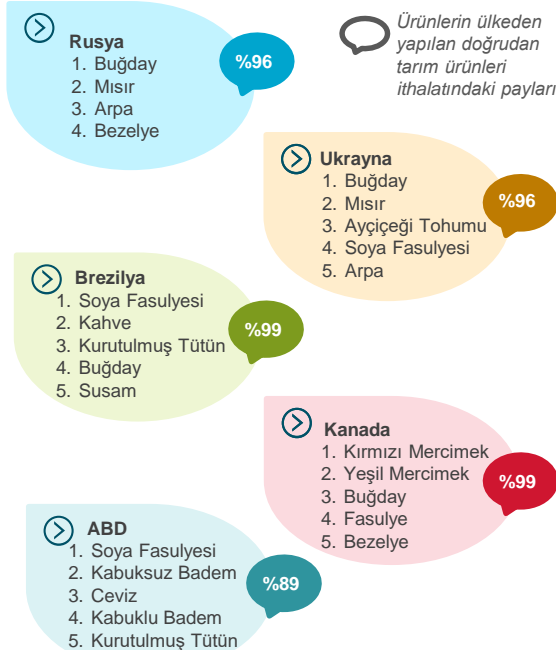 Rusya
1. Buğday
2. Mısır
3. Arpa
4. Bezelye
%96
Ürünlerin ülkeden
yapılan doğrudan
tarım ürünleri
ithalatındaki payları
Ukrayna
1. Buğday
2. Mısır
3. Ayçiçeği Tohumu
4. Soya Fasulyesi
5. Arpa
%96
Brezilya
1. Soya Fasulyesi
2. Kahve
3. Kurutulmuş Tütün
4. Buğday
5. Susam
%99
Kanada
1. Kırmızı Mercimek
2. Yeşil Mercimek
3. Buğday
4. Fasulye
5. Bezelye
%99
ABD
1. Soya Fasulyesi
2. Kabuksuz Badem
3. Ceviz
4. Kabuklu Badem
5. Kurutulmuş Tütün
%89